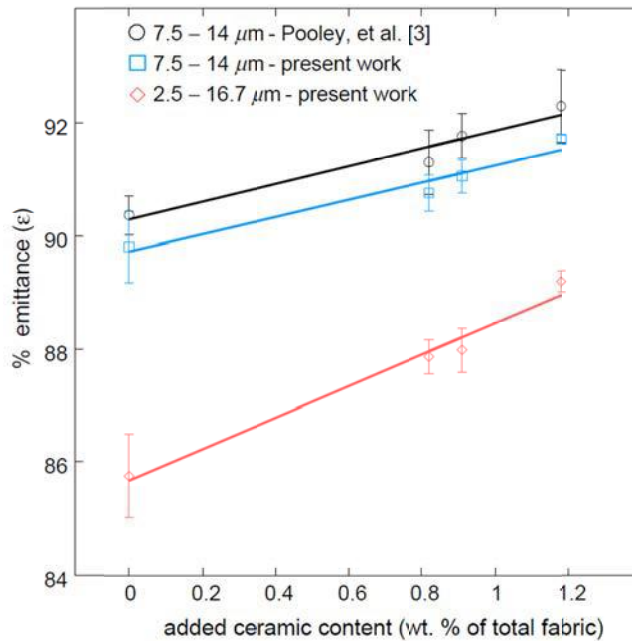 7.5 – 14 μm - Pooley, et al. [3]
7.5 – 14 μm - present work
2.5 – 16.7 μm - present work
% emittance (ε)
92
90
88
86
84
0 0.2 0.4 0.6 0.8 1 1.2
added ceramic content (wt. % of total fabric)